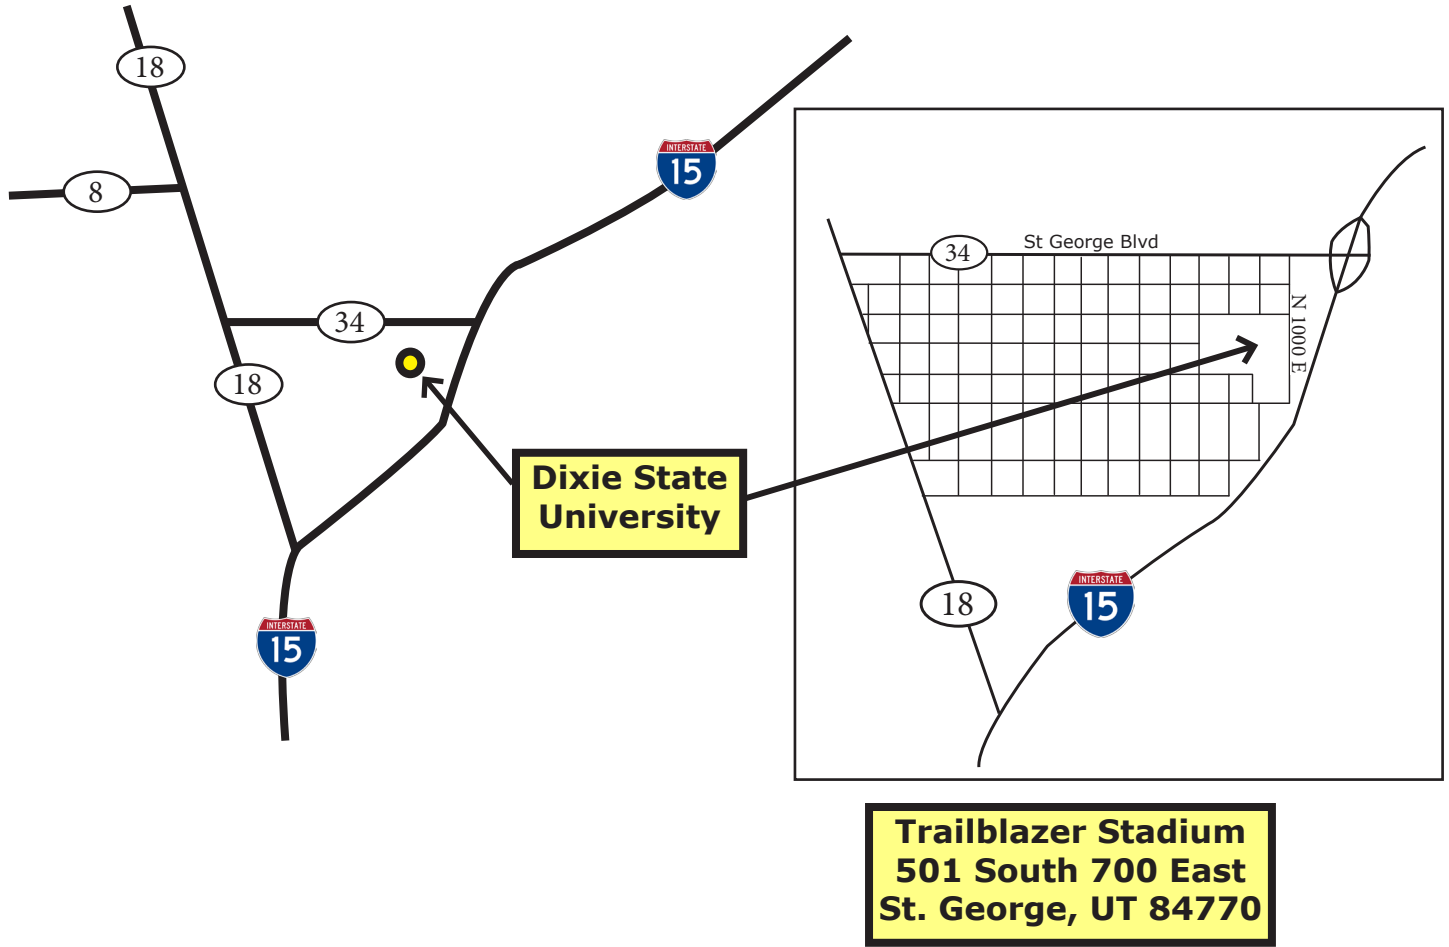 18
8
INTERSTATE
15
34
18
Dixie State
University
INTERSTATE
15
34
St George Blvd
N 1000 E
18
INTERSTATE
15
Trailblazer Stadium
501 South 700 East
St. George, UT 84770